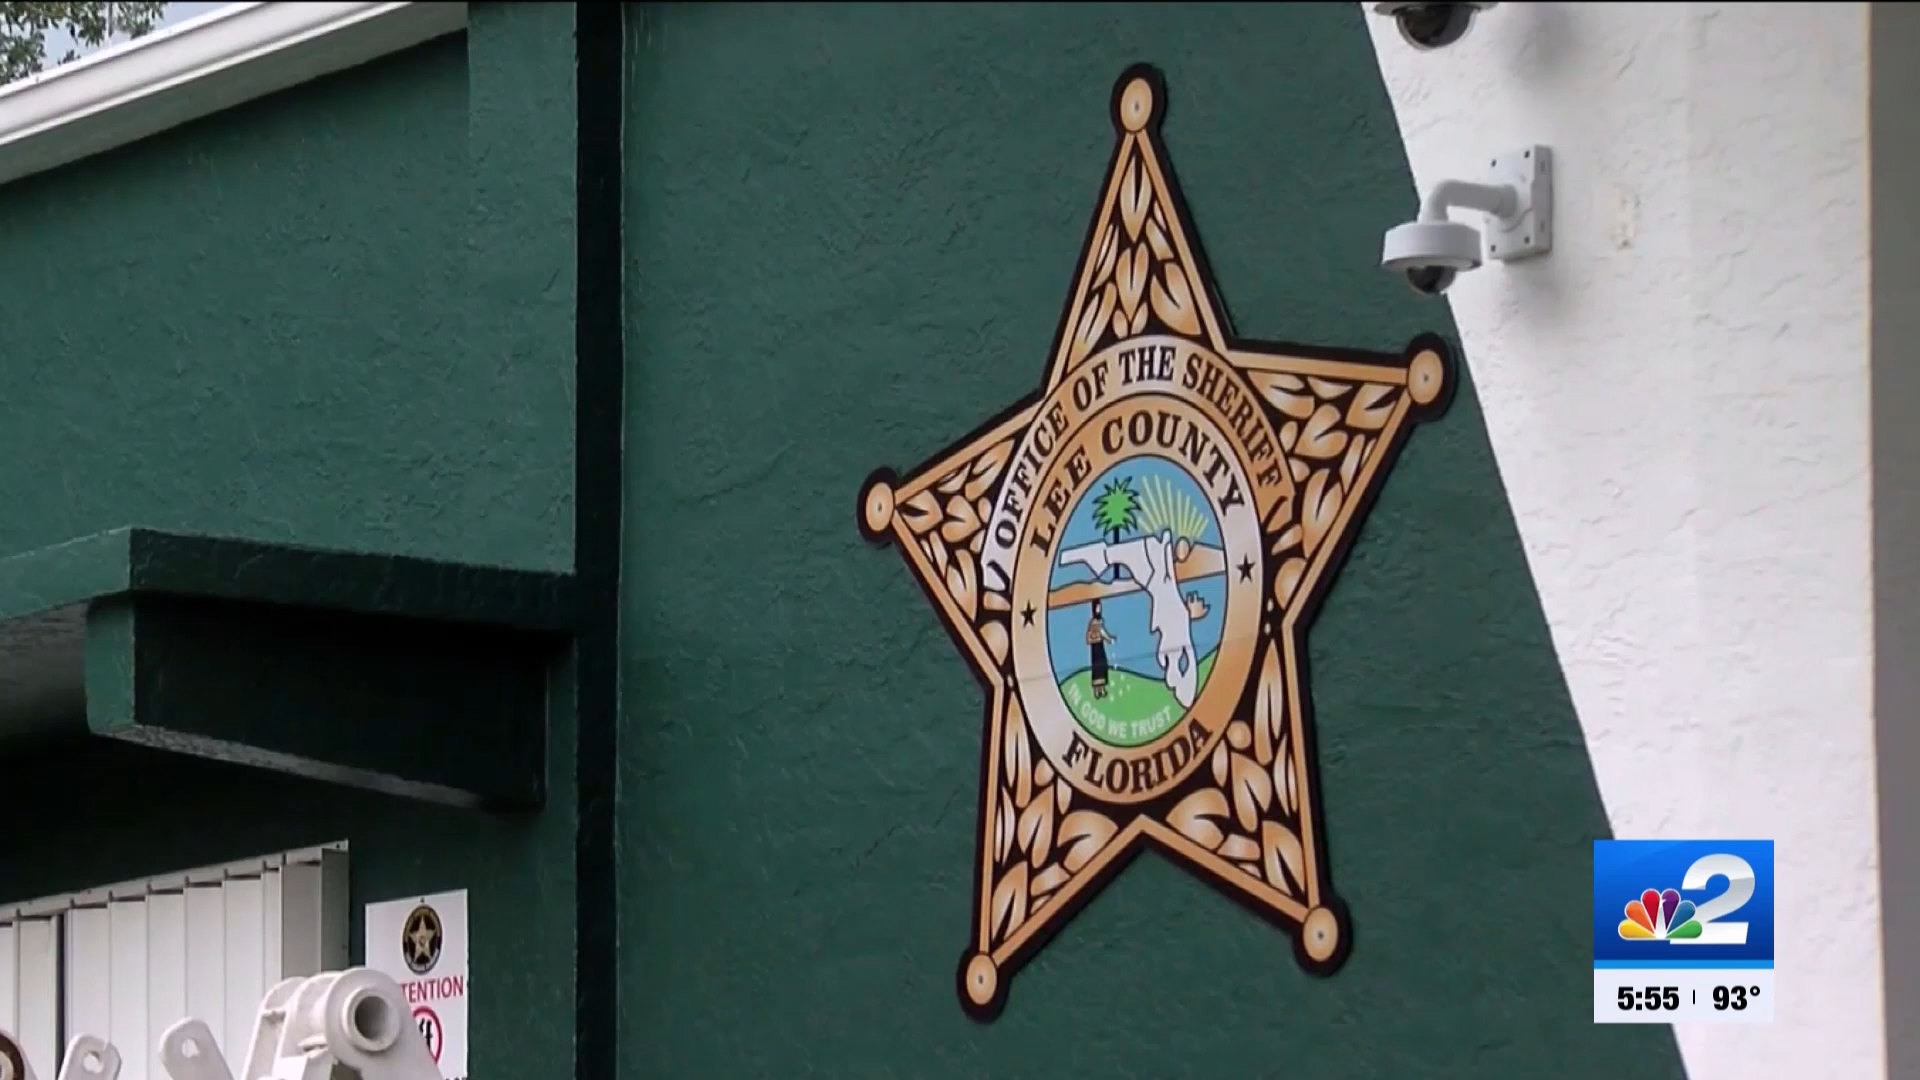 OFFICE OF THE SHERIFF
LEE COUNTY
IN GOD WE TRUST
FLORIDA
TENTION
2
5:55 | 93°